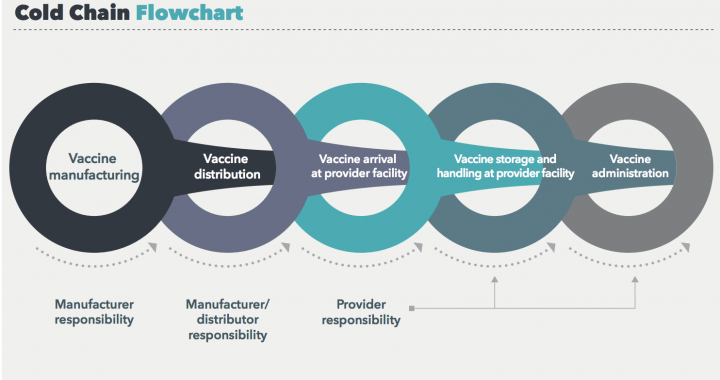 Cold Chain Flowchart
Vaccine
manufacturing
Vaccine
distribution
Vaccine arrival
at provider facility
Vaccine storage and
handling at provider facility
Vaccine
administration
Manufacturer
responsibility
Manufacturer/
distributor
responsibility
Provider
responsibility